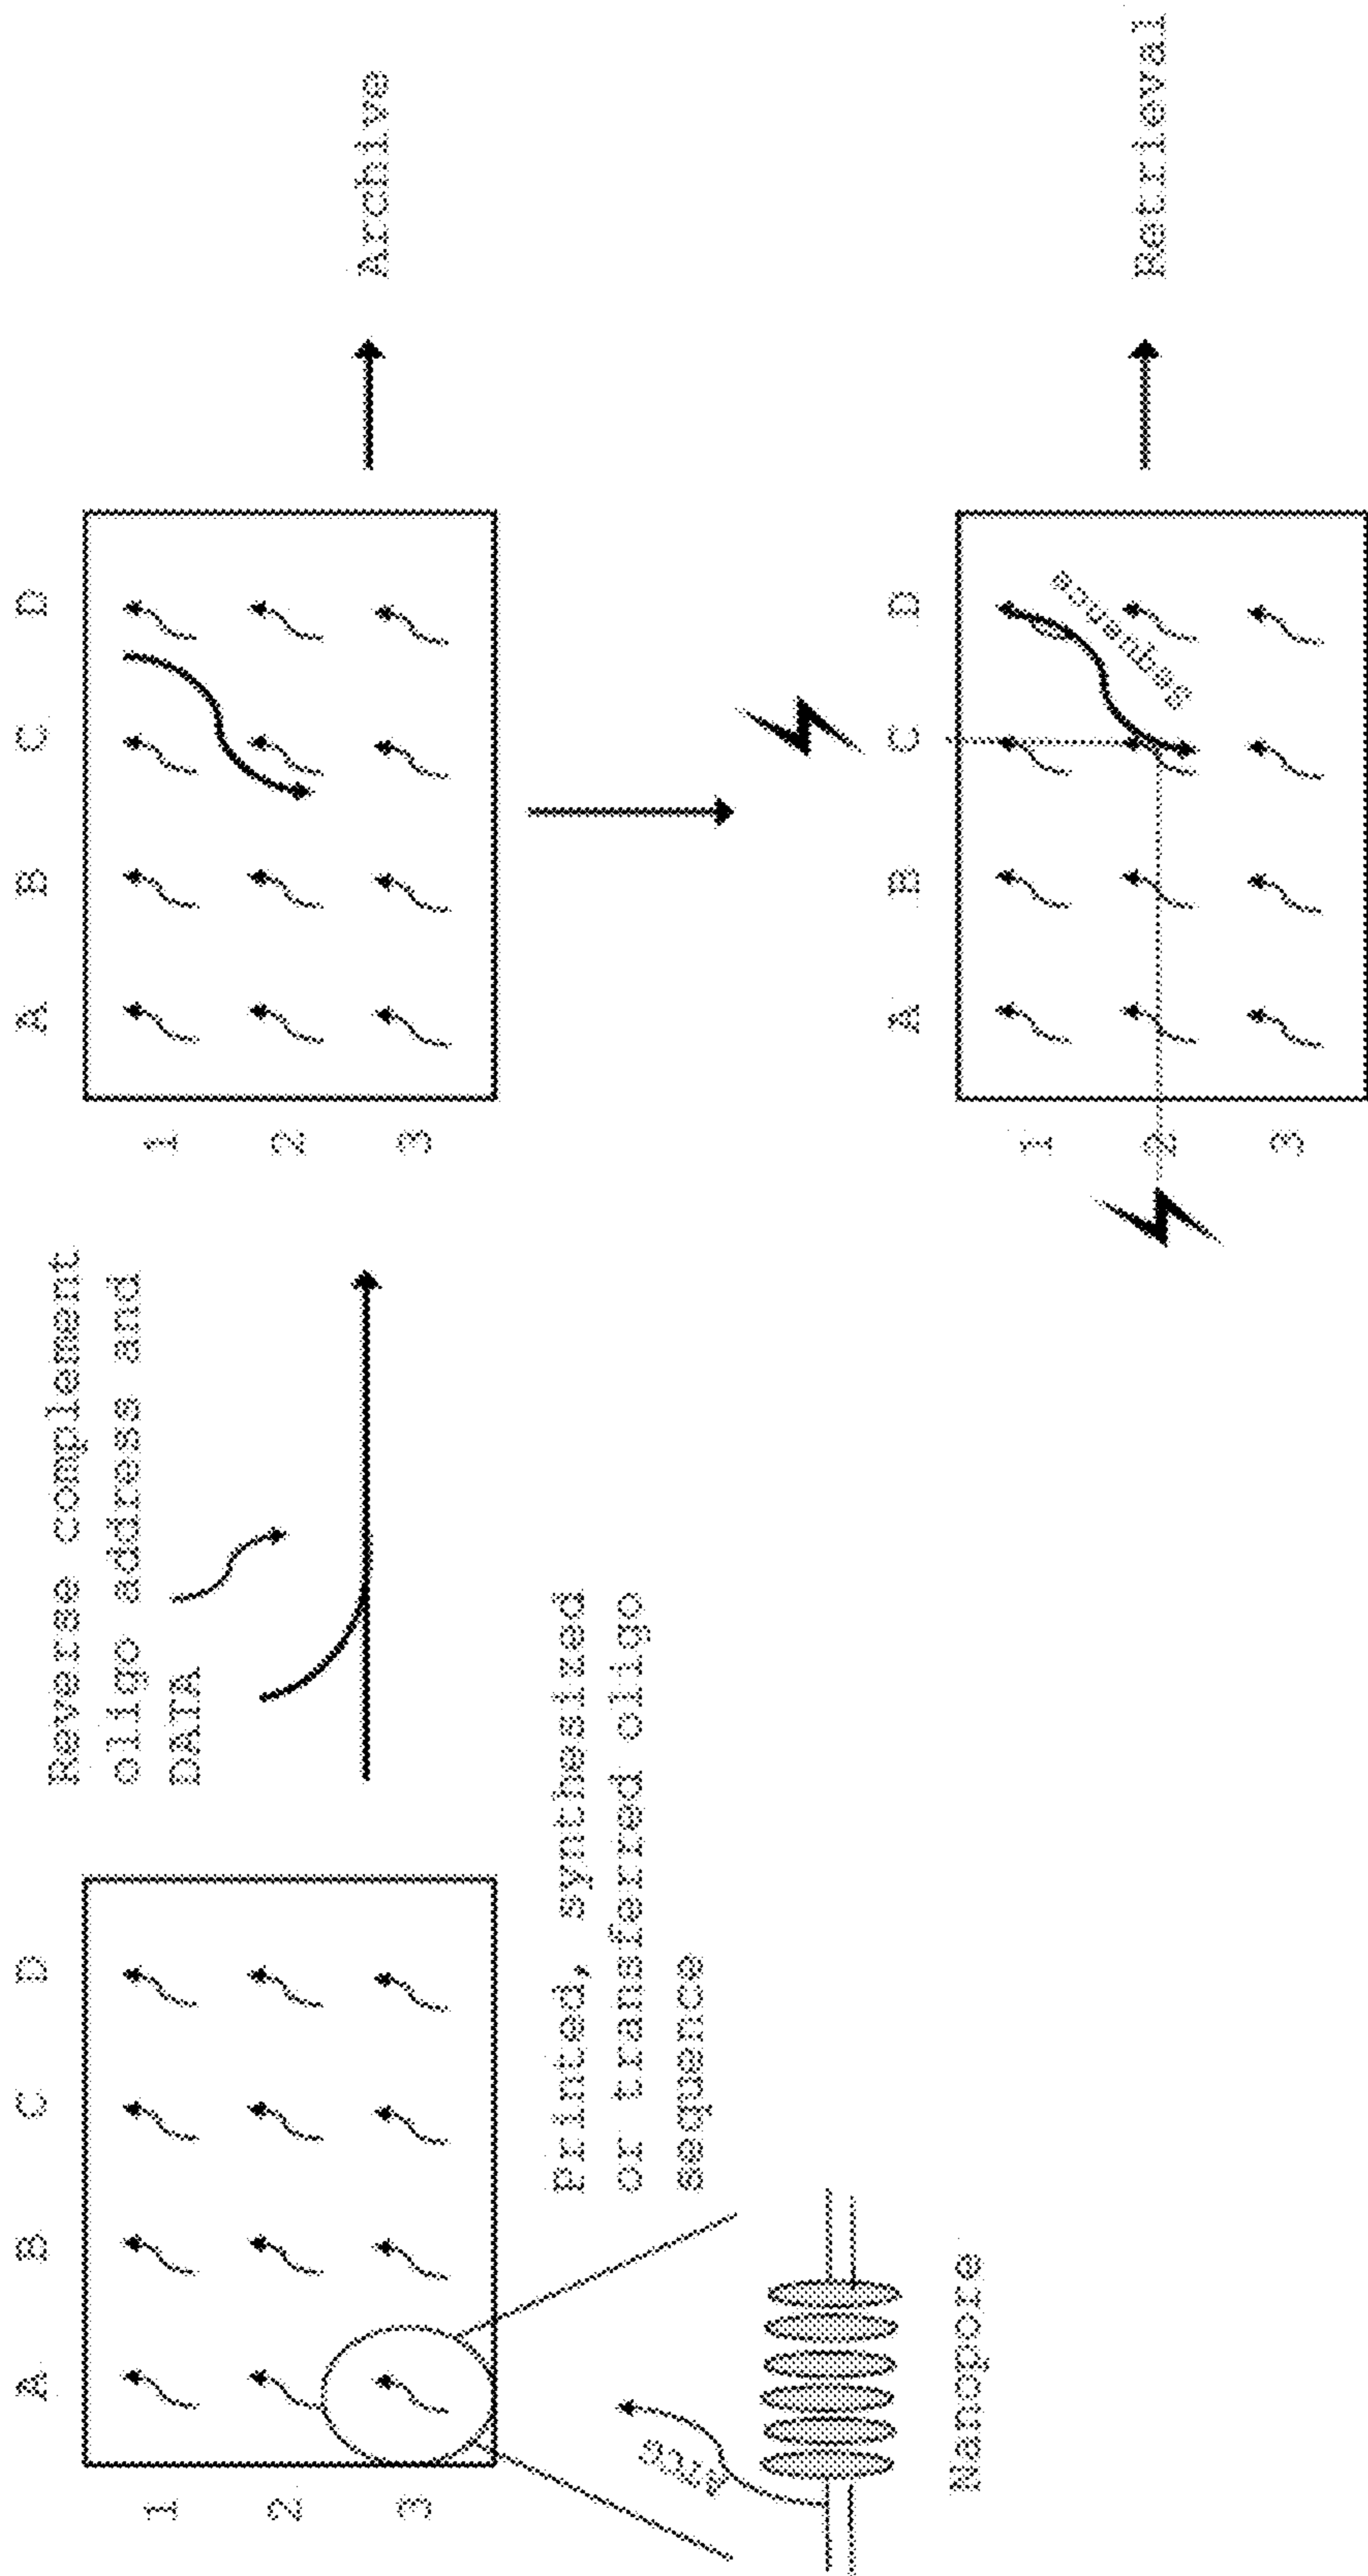 A B C D
1
2
3
Reverse complement
oligo address and
DATA
Printed, synthesized
or transferred oligo
sequence
Nanopore
A B C D
1
2
3
Archive
A B C D
1
2
3
sequence
Retrieval